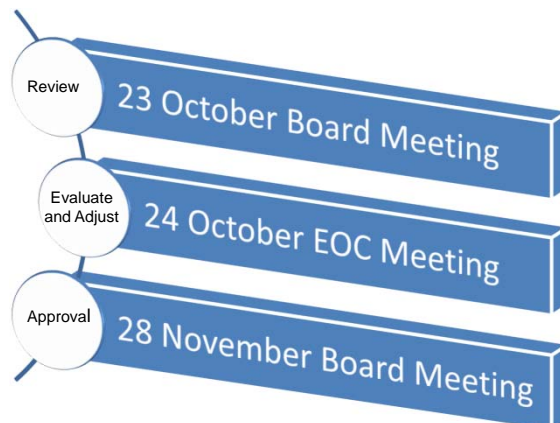 Review
23 October Board Meeting
Evaluate
and Adjust
24 October EOC Meeting
Approval
28 November Board Meeting